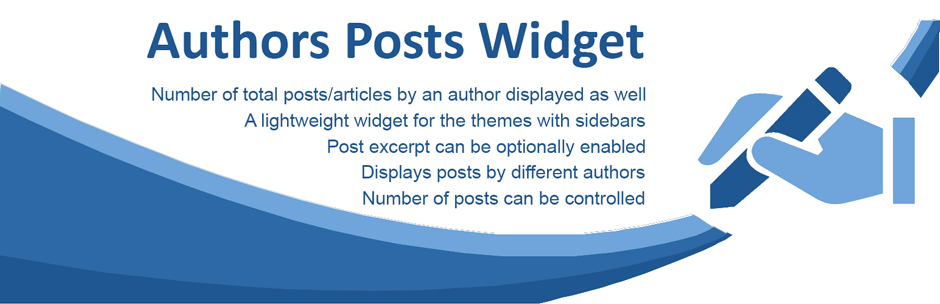 Authors Posts Widget
Number of total posts/articles by an author displayed as well
A lightweight widget for the themes with sidebars
Post excerpt can be optionally enabled
Displays posts by different authors
Number of posts can be controlled